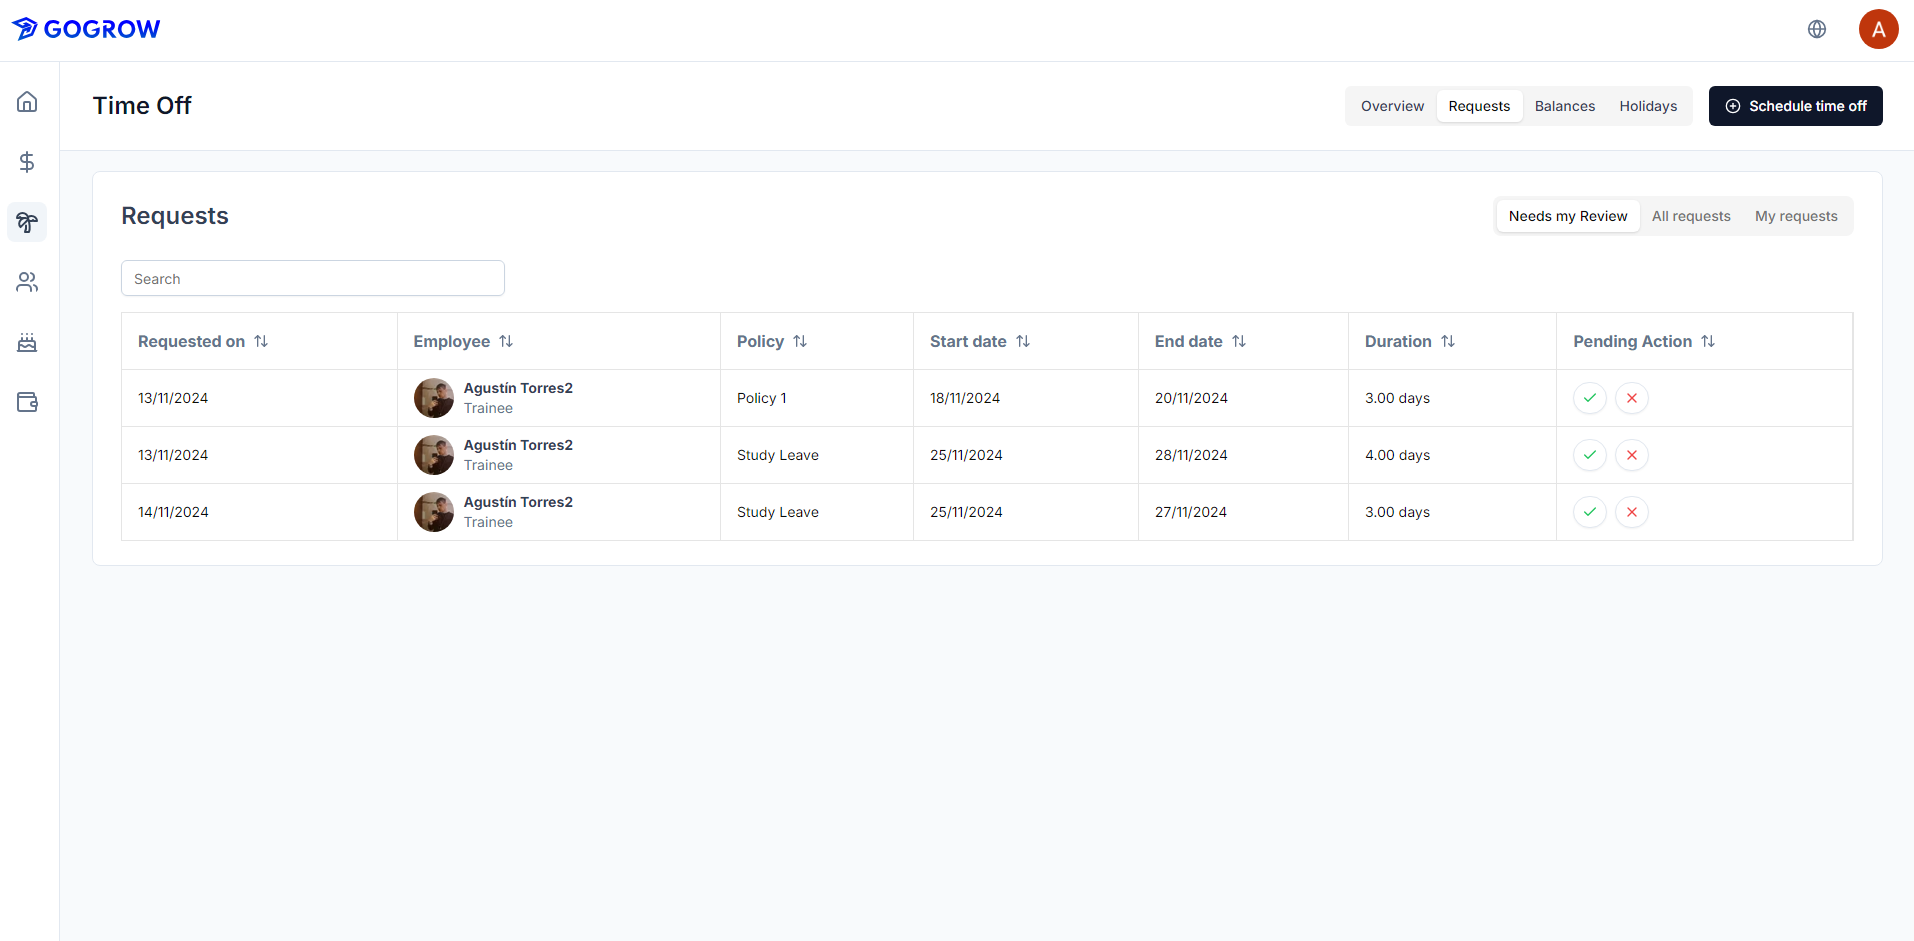 GOGROW
A
Time Off
Overview Requests Balances Holidays Schedule time off
Requests
Needs my Review All requests My requests
Search
Requested on Employee Policy Start date End date Duration Pending Action
13/11/2024 Agustín Torres2 Trainee Policy 1 18/11/2024 20/11/2024 3.00 days
13/11/2024 Agustín Torres2 Trainee Study Leave 25/11/2024 28/11/2024 4.00 days
14/11/2024 Agustín Torres2 Trainee Study Leave 25/11/2024 27/11/2024 3.00 days